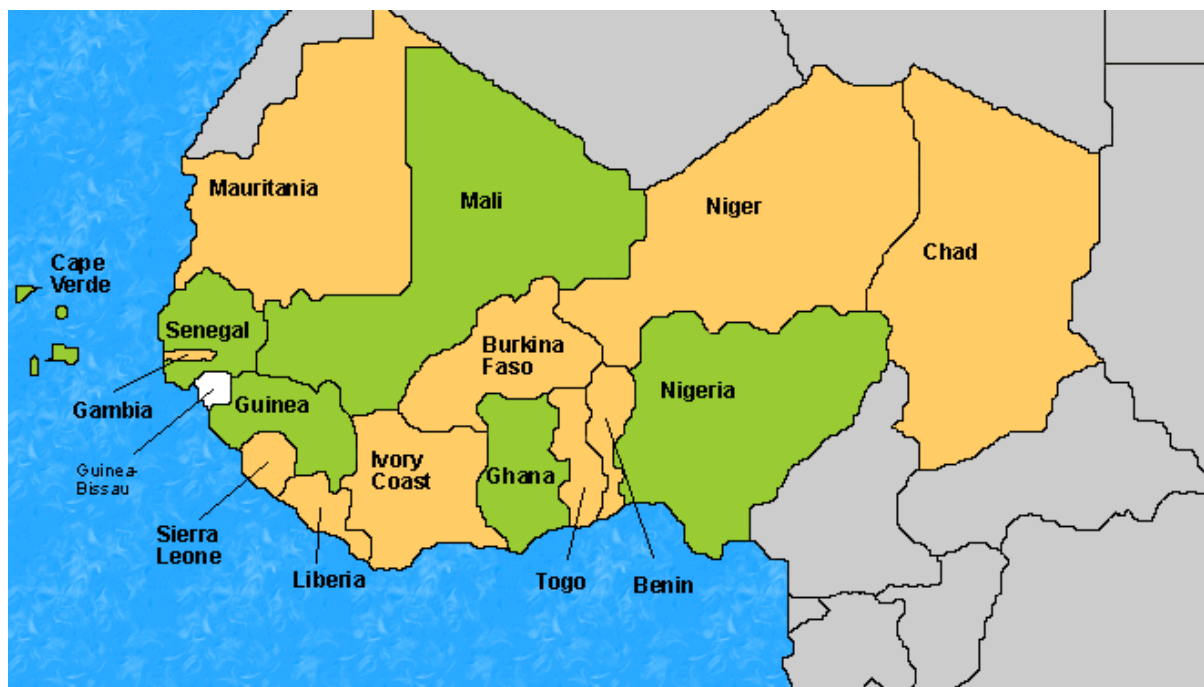 Mauritania
Mali
Niger
Chad
Cape
Verde
Senegal
Burkina
Faso
Nigeria
Gambia
Guinea
Guinea-
Bissau
Ivory
Coast
Ghana
Sierra
Leone
Liberia
Togo
Benin